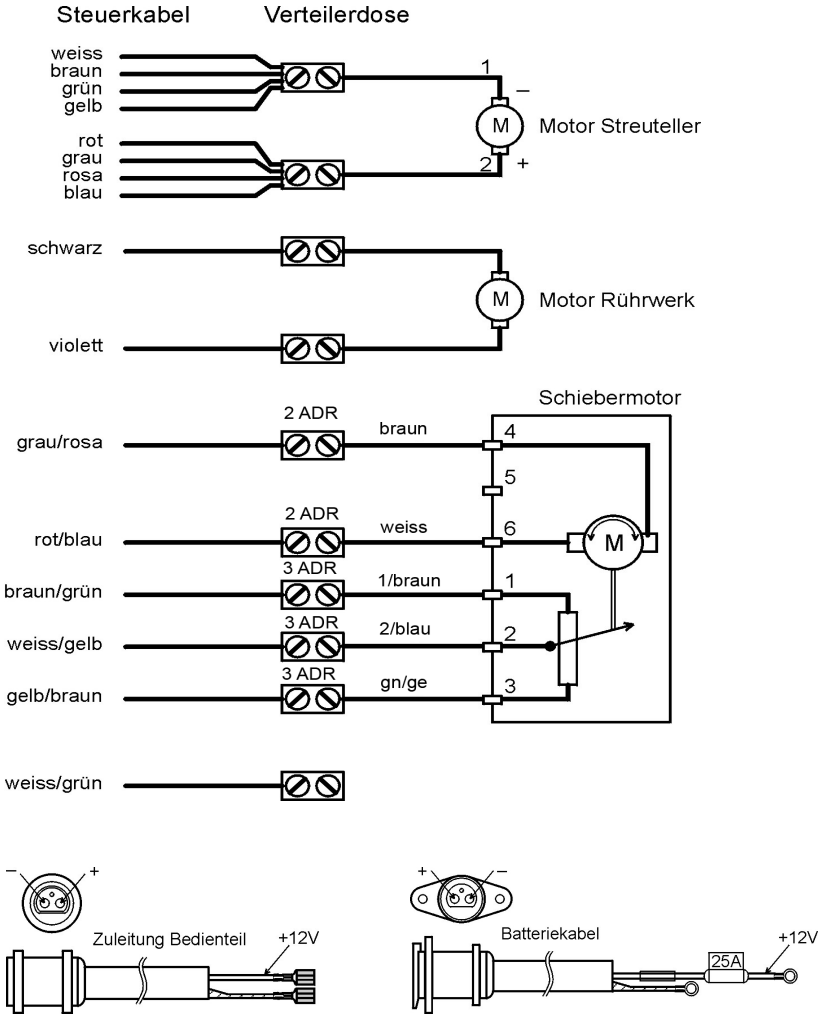 Steuerkabel Verteilerdose
weiss
braun
grün
gelb
1
–
M Motor Streuteller
2 +
rot
grau
rosa
blau
schwarz
M Motor Rührwerk
violett
Schiebermotor
2 ADR
grau/rosa braun 4
5
2 ADR
rot/blau weiss 6
M
3 ADR
braun/grün 1/braun 1
3 ADR
weiss/gelb 2/blau 2
3 ADR
gelb/braun gn/ge 3
weiss/grün
– +
+ –
Zuleitung Bedienteil +12V
Batteriekabel +12V
25A